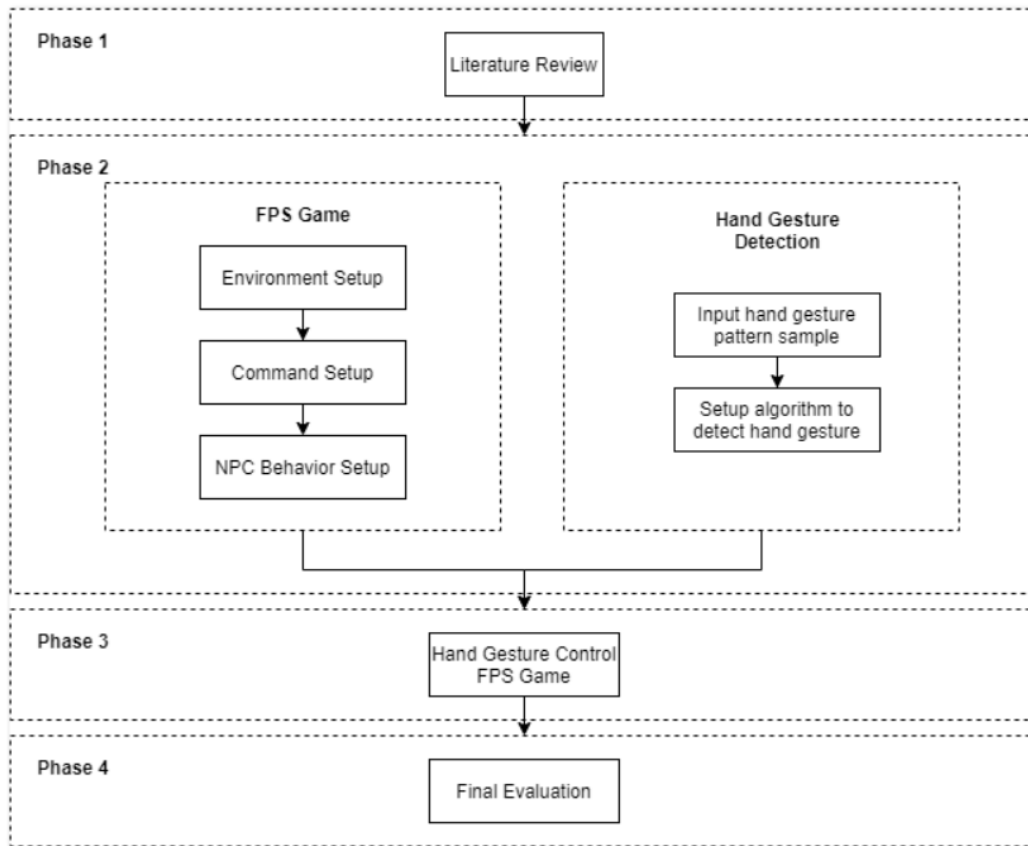 Phase 1
Literature Review
Phase 2
FPS Game
Environment Setup
Command Setup
NPC Behavior Setup
Hand Gesture
Detection
Input hand gesture
pattern sample
Setup algorithm to
detect hand gesture
Phase 3
Hand Gesture Control
FPS Game
Phase 4
Final Evaluation